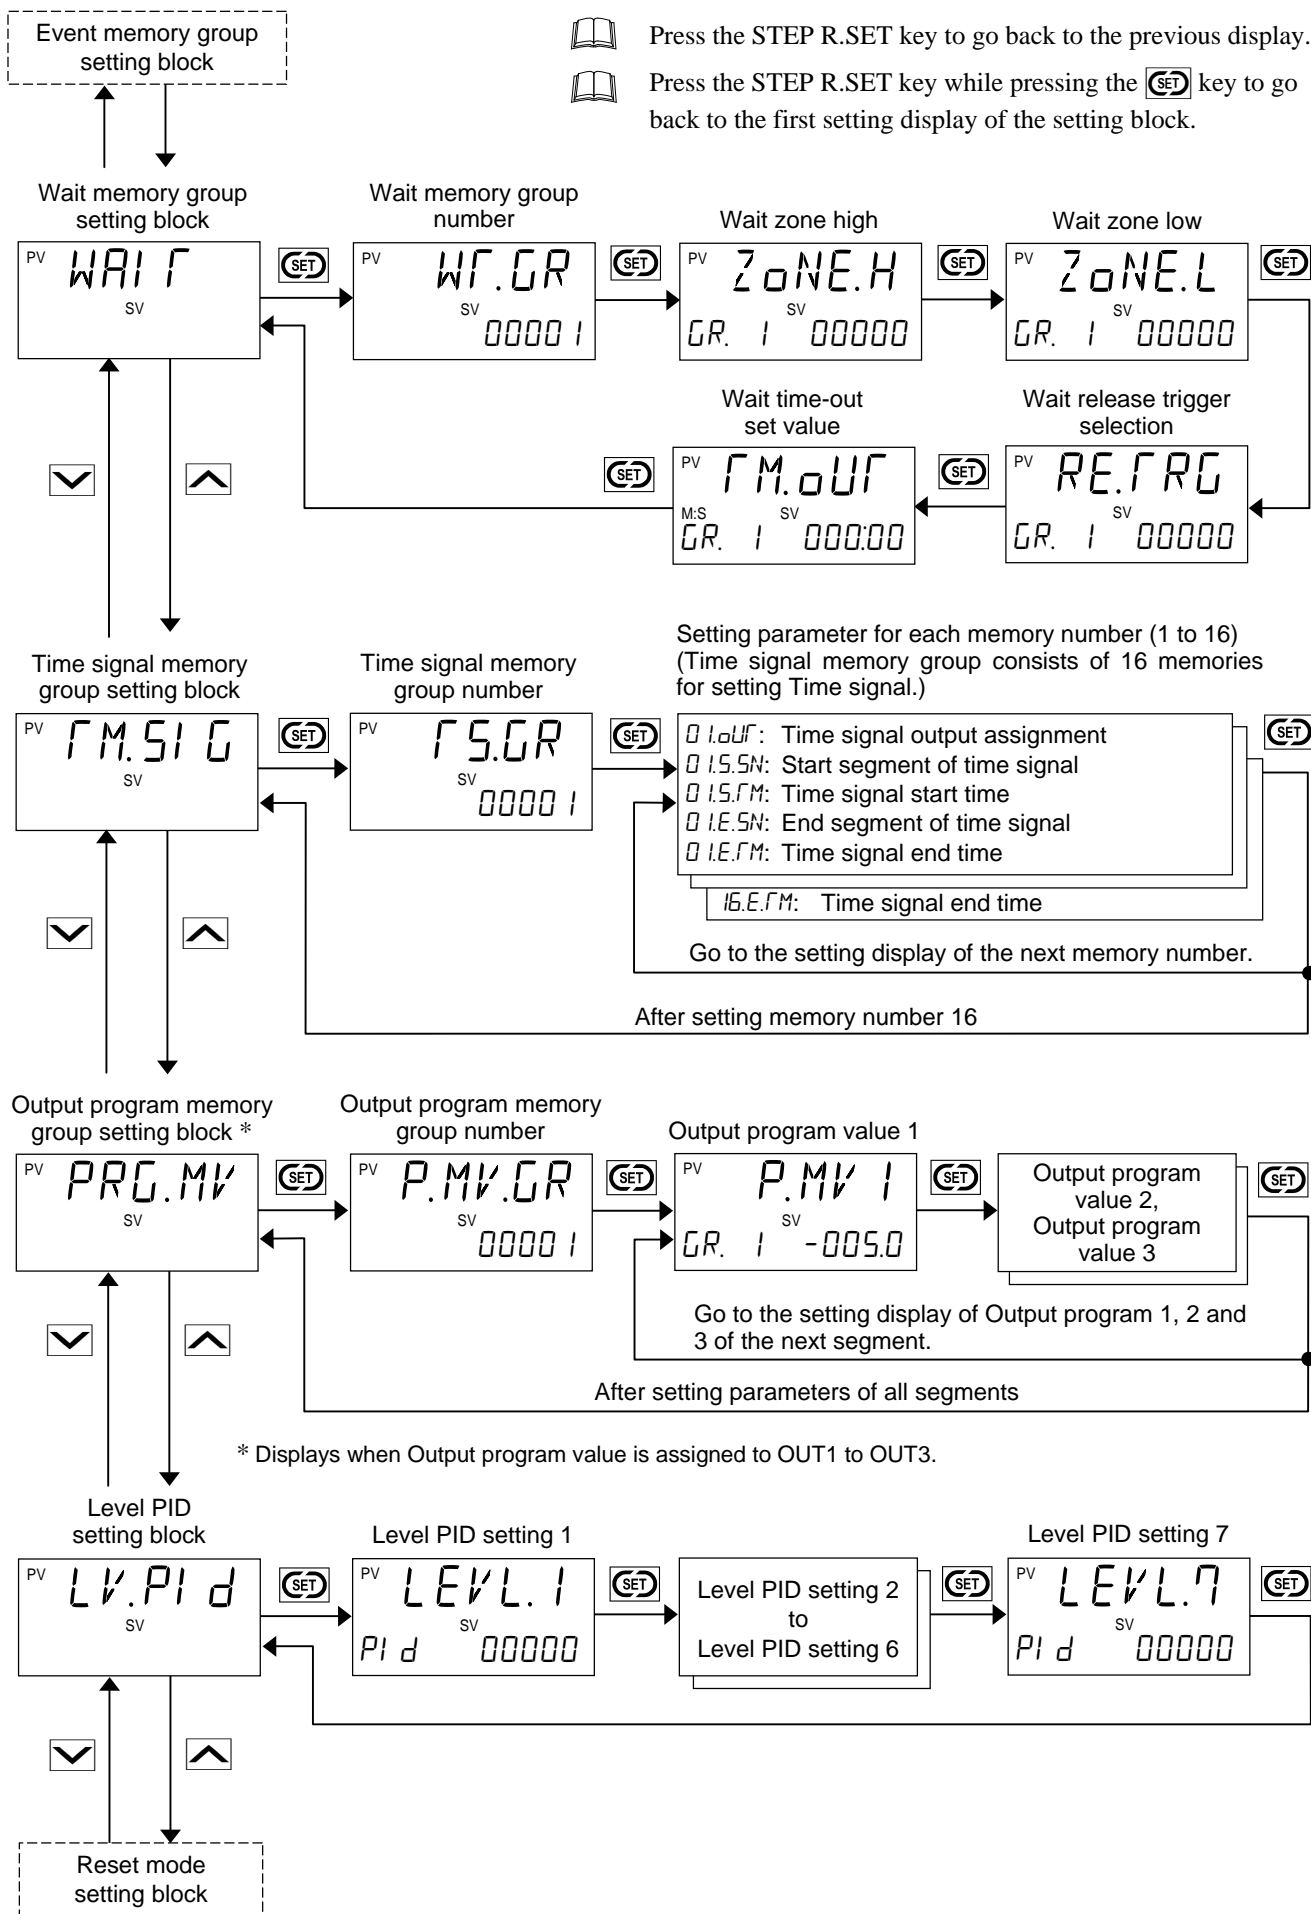 Event memory group
setting block
Press the STEP R.SET key to go back to the previous display.
Press the STEP R.SET key while pressing the SET key to go
back to the first setting display of the setting block.
Wait memory group
setting block
PV WAIT
SV
SET
Wait memory group
number
PV WT.GR
SV
00001
SET
Wait zone high
PV ZoNE.H
SV
GR. 1 00000
SET
Wait zone low
PV ZoNE.L
SV
GR. 1 00000
SET
Wait time-out
set value
SET
PV TM.oUT
M:S SV
GR. 1 000:00
SET
Wait release trigger
selection
PV RE.TRG
SV
GR. 1 00000
Time signal memory
group setting block
PV TM.SIG
SV
SET
Time signal memory
group number
PV TS.GR
SV
00001
SET
Setting parameter for each memory number (1 to 16)
(Time signal memory group consists of 16 memories
for setting Time signal.)
01.oUT: Time signal output assignment
01.S.SN: Start segment of time signal
01.S.TM: Time signal start time
01.E.SN: End segment of time signal
01.E.TM: Time signal end time
16.E.TM: Time signal end time
SET
Go to the setting display of the next memory number.
After setting memory number 16
Output program memory
group setting block *
PV PRG.MV
SV
SET
Output program memory
group number
PV P.MV.GR
SV
00001
SET
Output program value 1
PV P.MV 1
SV
GR. 1 -005.0
SET
Output program
value 2,
Output program
value 3
SET
Go to the setting display of Output program 1, 2 and
3 of the next segment.
After setting parameters of all segments
* Displays when Output program value is assigned to OUT1 to OUT3.
Level PID
setting block
PV LV.PId
SV
SET
Level PID setting 1
PV LEVL.1
SV
PId 00000
SET
Level PID setting 2
to
Level PID setting 6
SET
Level PID setting 7
PV LEVL.7
SV
PId 00000
SET
Reset mode
setting block